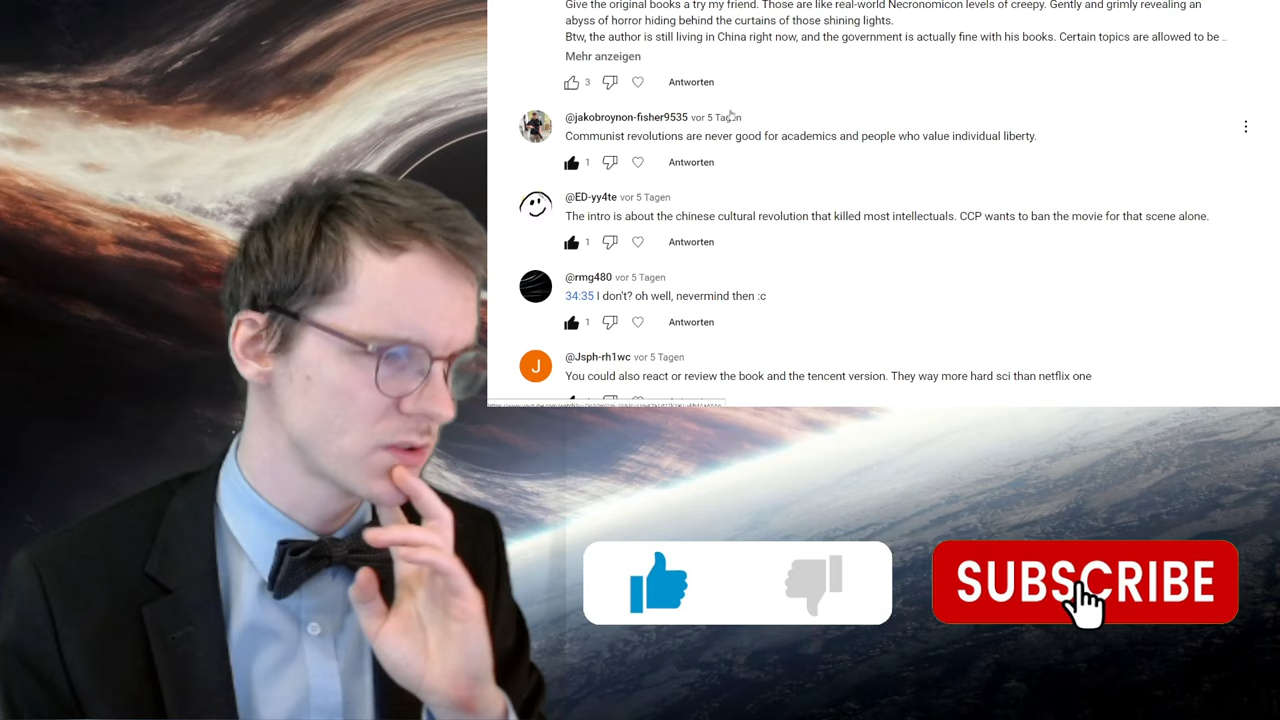 Give the original books a try my friend. Those are like real-world Necronomicon levels of creepy. Gently and grimly revealing an
abyss of horror hiding behind the curtains of those shining lights.
Btw, the author is still living in China right now, and the government is actually fine with his books. Certain topics are allowed to be ...
Mehr anzeigen
3 Antworten
@jakobroynon-fisher9535 vor 5 Tagen
Communist revolutions are never good for academics and people who value individual liberty.
1 Antworten
@ED-yy4te vor 5 Tagen
The intro is about the chinese cultural revolution that killed most intellectuals. CCP wants to ban the movie for that scene alone.
1 Antworten
@rmg480 vor 5 Tagen
34:35 I don't? oh well, nevermind then :c
1 Antworten
J
@Jsph-rh1wc vor 5 Tagen
You could also react or review the book and the tencent version. They way more hard sci than netflix one
SUBSCRIBE